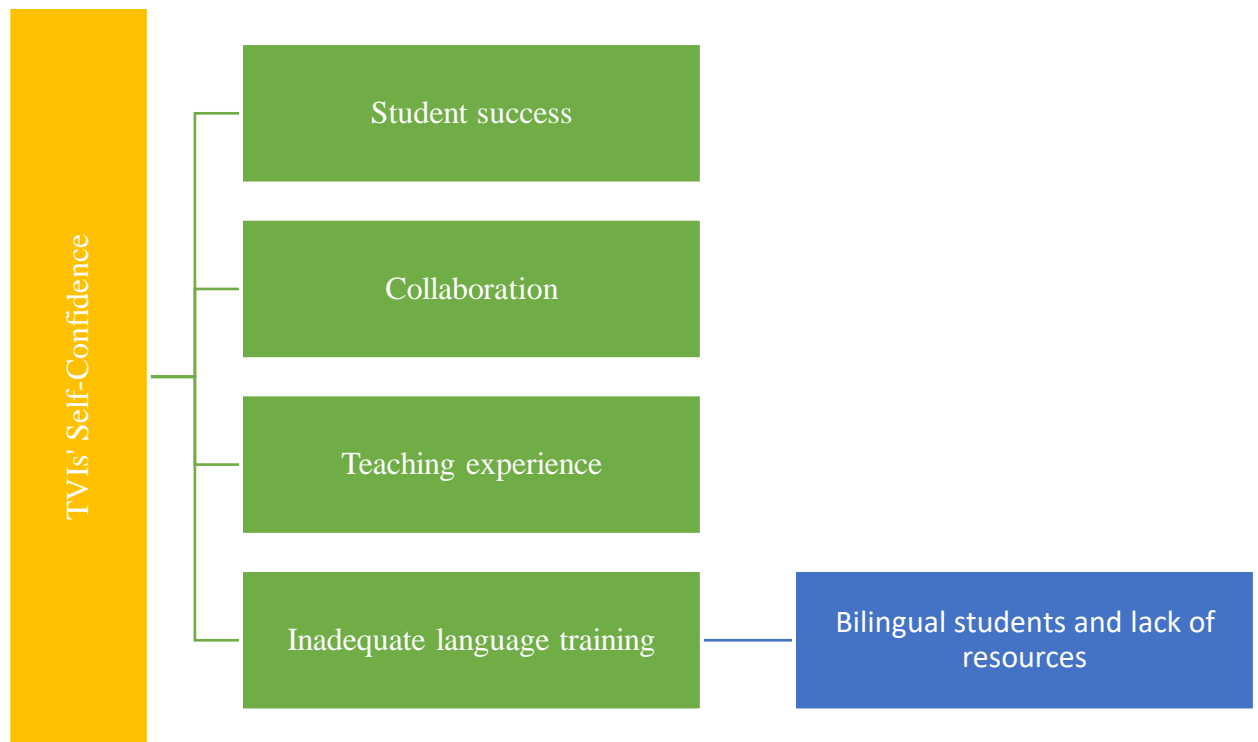 TVIs' Self-Confidence
Student success
Collaboration
Teaching experience
Inadequate language training
Bilingual students and lack of
resources